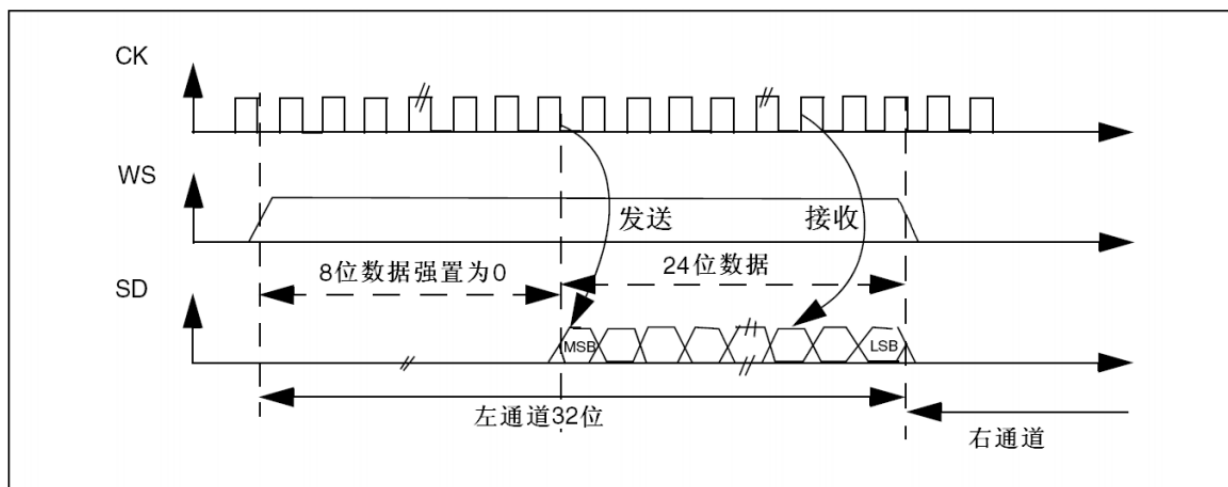 CK
WS
发送
接收
8位数据强置为0
24位数据
SD
MSB
LSB
左通道32位
右通道